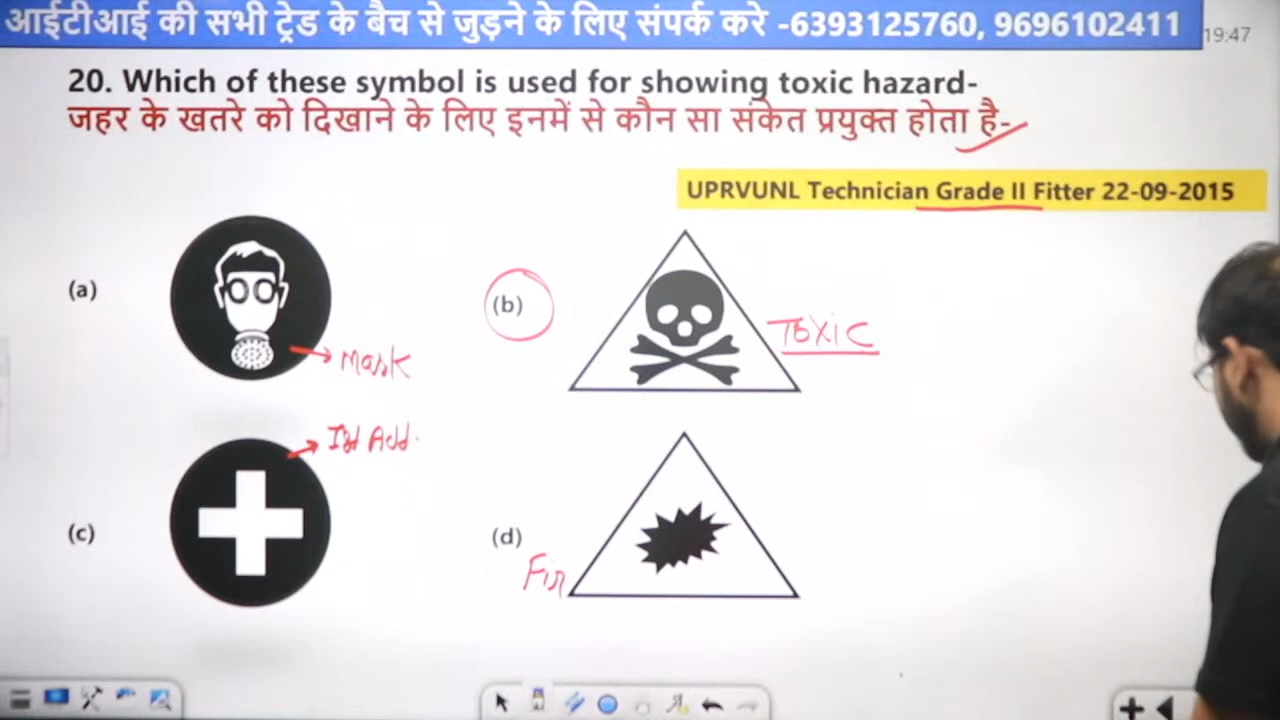 आईटीआई की सभी ट्रेड के बैच से जुड़ने के लिए संपर्क करे -6393125760, 9696102411
19:47
20. Which of these symbol is used for showing toxic hazard-
जहर के खतरे को दिखाने के लिए इनमें से कौन सा संकेत प्रयुक्त होता है-
UPRVUNL Technician Grade II Fitter 22-09-2015
(a)
Mask
(b)
TOXIC
(c)
(d)